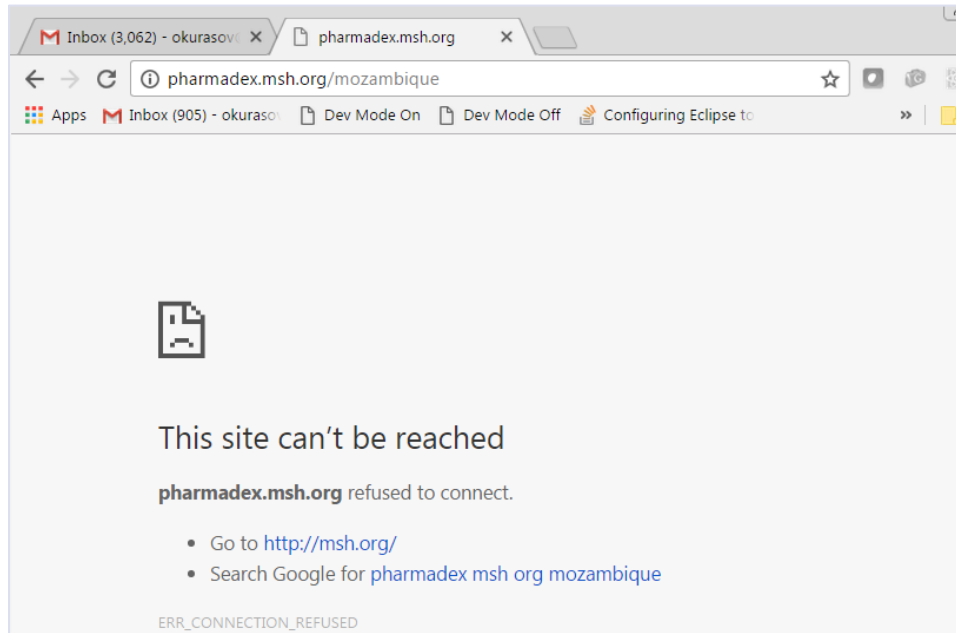 Inbox (3,062) - okurasov
pharmadex.msh.org
pharmadex.msh.org/mozambique
Apps
Inbox (905) - okuraso
Dev Mode On
Dev Mode Off
Configuring Eclipse to
»
This site can't be reached
pharmadex.msh.org refused to connect.
• Go to http://msh.org/
• Search Google for pharmadex msh org mozambique
ERR_CONNECTION_REFUSED